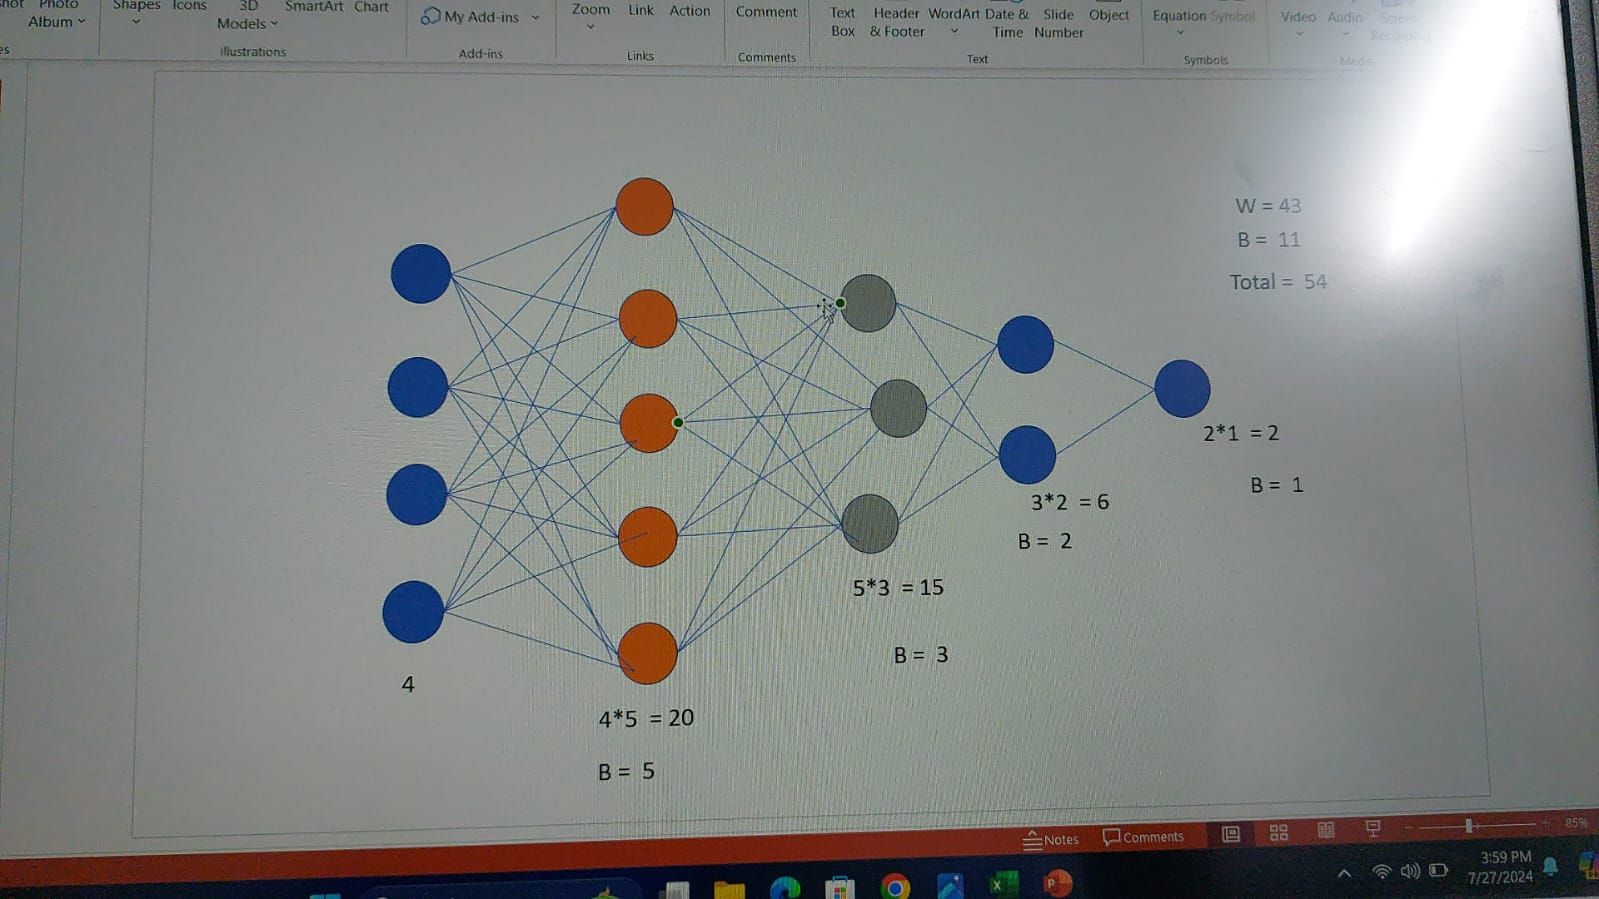 Photo
Album
Shapes
Icons
3D
Models
SmartArt
Chart
Illustrations
My Add-ins
Add-ins
Zoom
Link
Action
Links
Comment
Comments
Text
Box
Header
& Footer
WordArt
Date &
Time
Slide
Number
Object
Text
Equation
Symbol
Symbols
Video
Audio
Screen
Recording
Media
W = 43
B = 11
Total = 54
2*1 = 2
B = 1
3*2 = 6
B = 2
5*3 = 15
B = 3
4
4*5 = 20
B = 5
Notes
Comments
85%
3:59 PM
7/27/2024